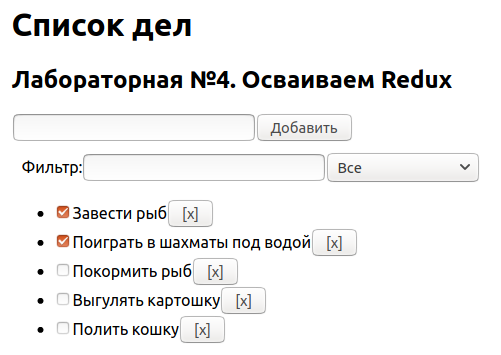 Список дел
Лабораторная №4. Осваиваем Redux
Добавить
Фильтр: Все
Завести рыб [x]
Поиграть в шахматы под водой [x]
Покормить рыб [x]
Выгулять картошку [x]
Полить кошку [x]